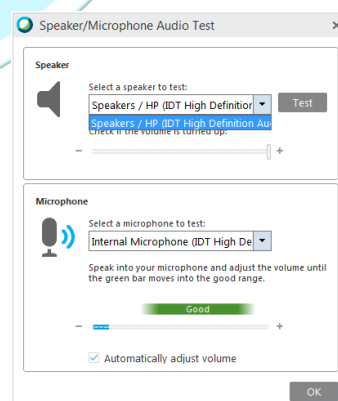 Speaker/Microphone Audio Test
Speaker
Select a speaker to test:
Speakers / HP (IDT High Definition
Test
Speakers / HP (IDT High Definition Au
Check if the volume is turned up:
- +
Microphone
Select a microphone to test:
Internal Microphone (IDT High De
Speak into your microphone and adjust the volume until
the green bar moves into the good range.
Good
- +
Automatically adjust volume
OK